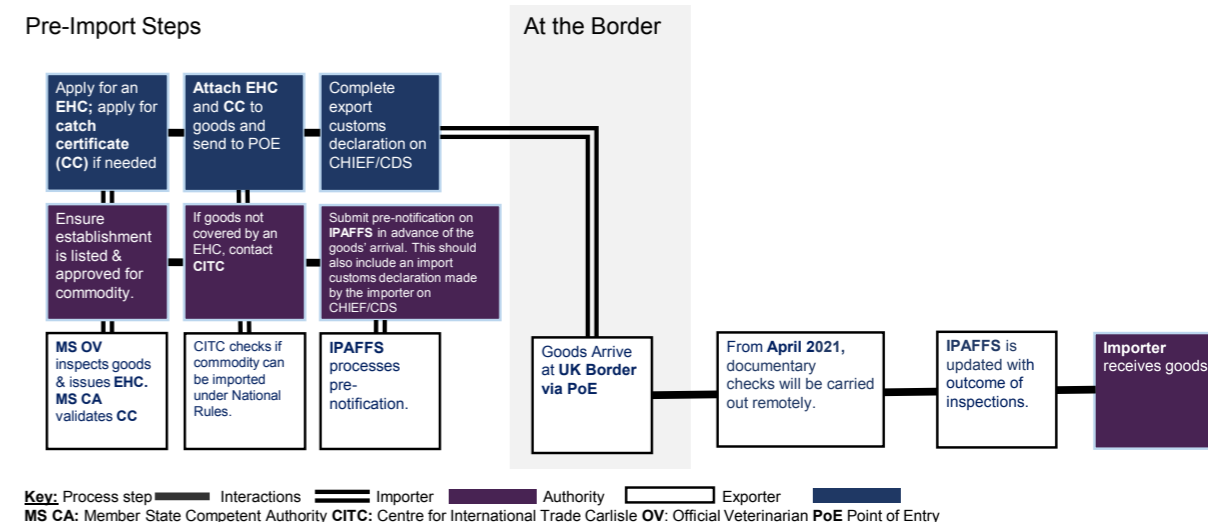 Pre-Import Steps
At the Border
Apply for an
EHC; apply for
catch
certificate
(CC) if needed
Attach EHC
and CC to
goods and
send to POE
Complete
export
customs
declaration on
CHIEF/CDS
Ensure
establishment
is listed &
approved for
commodity.
If goods not
covered by an
EHC, contact
CITC
Submit pre-notification on
IPAFFS in advance of the
goods' arrival. This should
also include an import
customs declaration made
by the importer on
CHIEF/CDS
MS OV
inspects goods
& issues EHC.
MS CA
validates CC
CITC checks if
commodity can
be imported
under National
Rules.
IPAFFS
processes
pre-
notification.
Goods Arrive
at UK Border
via PoE
From April 2021,
documentary
checks will be carried
out remotely.
IPAFFS is
updated with
outcome of
inspections.
Importer
receives goods
Key: Process step Interactions Importer Authority Exporter
MS CA: Member State Competent Authority CITC: Centre for International Trade Carlisle OV: Official Veterinarian PoE Point of Entry